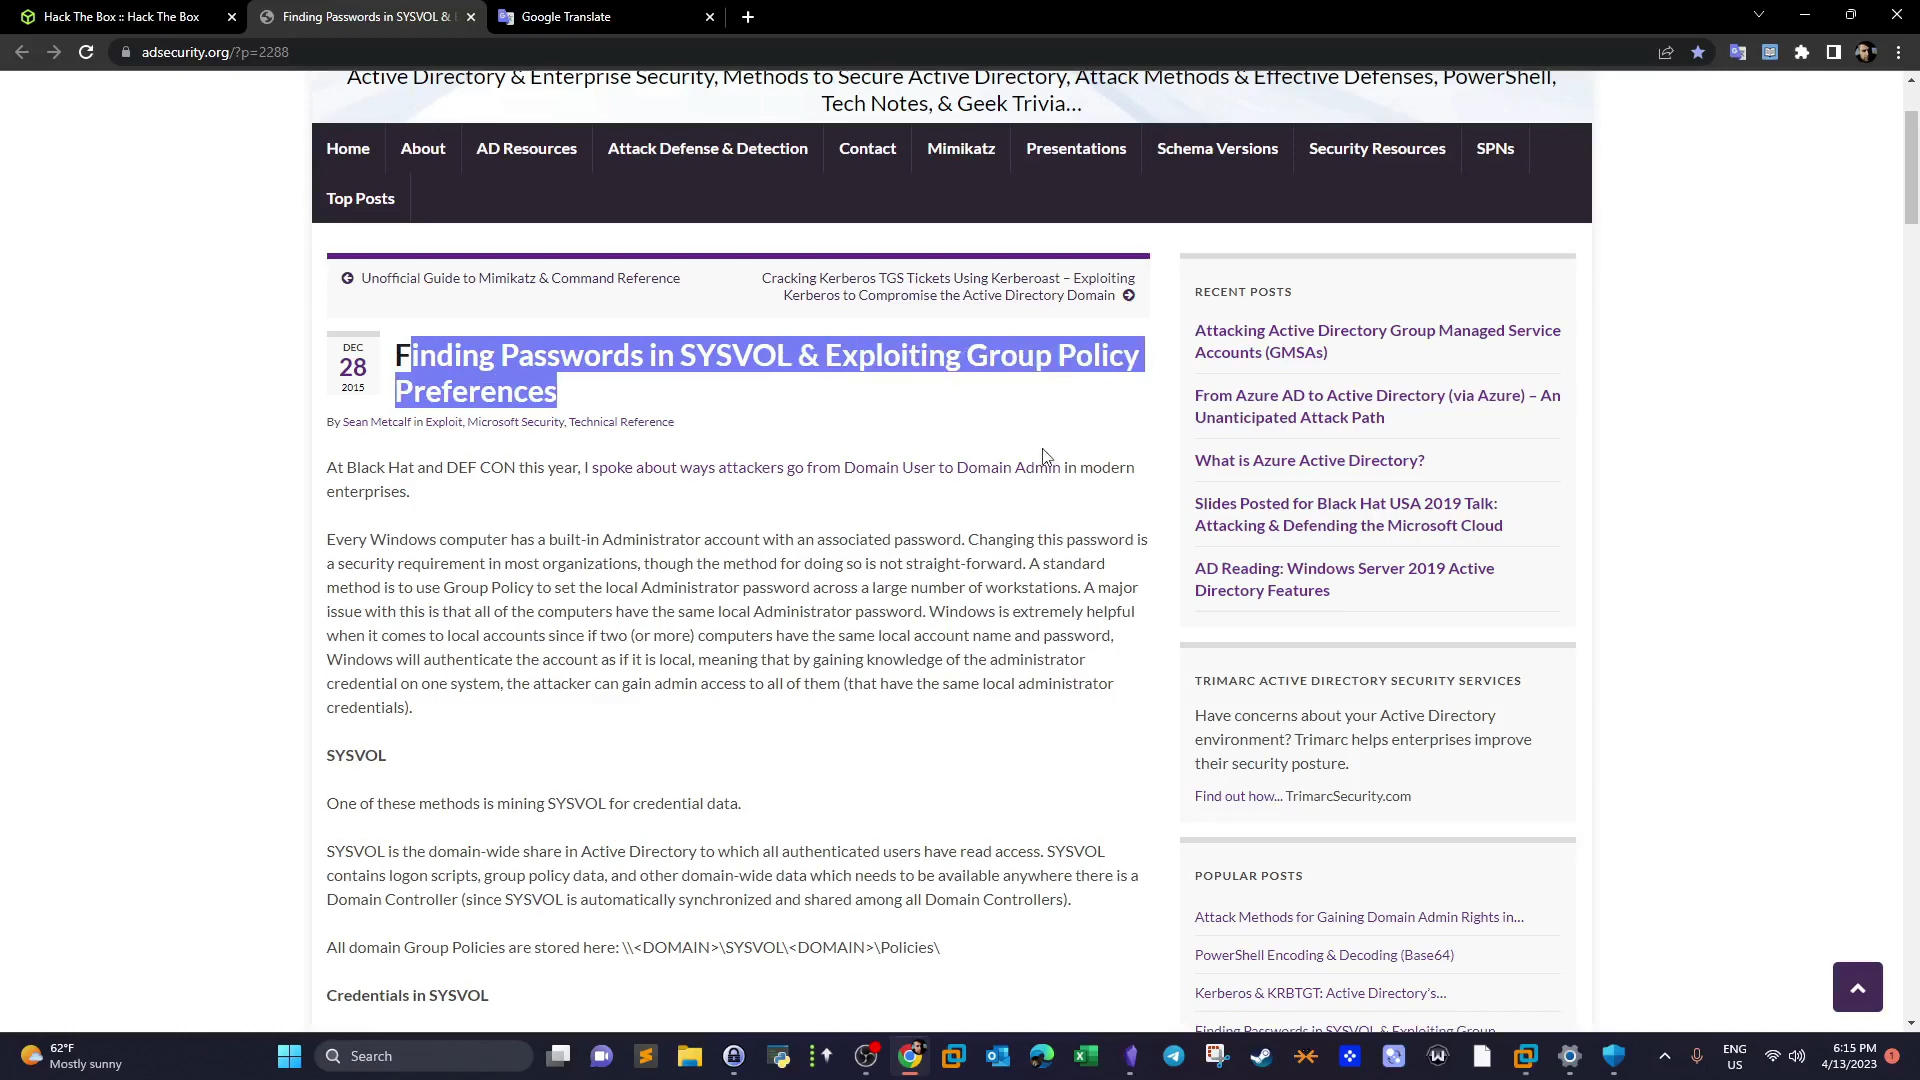 Hack The Box :: Hack The Box
Finding Passwords in SYSVOL & E
Google Translate
adsecurity.org/?p=2288
Active Directory & Enterprise Security, Methods to Secure Active Directory, Attack Methods & Effective Defenses, PowerShell,
Tech Notes, & Geek Trivia...
Home
About
AD Resources
Attack Defense & Detection
Contact
Mimikatz
Presentations
Schema Versions
Security Resources
SPNs
Top Posts
Unofficial Guide to Mimikatz & Command Reference
Cracking Kerberos TGS Tickets Using Kerberoast – Exploiting
Kerberos to Compromise the Active Directory Domain
DEC
28
2015
Finding Passwords in SYSVOL & Exploiting Group Policy
Preferences
By Sean Metcalf in Exploit, Microsoft Security, Technical Reference
At Black Hat and DEF CON this year, I spoke about ways attackers go from Domain User to Domain Admin in modern
enterprises.
Every Windows computer has a built-in Administrator account with an associated password. Changing this password is
a security requirement in most organizations, though the method for doing so is not straight-forward. A standard
method is to use Group Policy to set the local Administrator password across a large number of workstations. A major
issue with this is that all of the computers have the same local Administrator password. Windows is extremely helpful
when it comes to local accounts since if two (or more) computers have the same local account name and password,
Windows will authenticate the account as if it is local, meaning that by gaining knowledge of the administrator
credential on one system, the attacker can gain admin access to all of them (that have the same local administrator
credentials).
SYSVOL
One of these methods is mining SYSVOL for credential data.
SYSVOL is the domain-wide share in Active Directory to which all authenticated users have read access. SYSVOL
contains logon scripts, group policy data, and other domain-wide data which needs to be available anywhere there is a
Domain Controller (since SYSVOL is automatically synchronized and shared among all Domain Controllers).
All domain Group Policies are stored here: \\<DOMAIN>\SYSVOL\<DOMAIN>\Policies\
Credentials in SYSVOL
RECENT POSTS
Attacking Active Directory Group Managed Service
Accounts (GMSAs)
From Azure AD to Active Directory (via Azure) – An
Unanticipated Attack Path
What is Azure Active Directory?
Slides Posted for Black Hat USA 2019 Talk:
Attacking & Defending the Microsoft Cloud
AD Reading: Windows Server 2019 Active
Directory Features
TRIMARC ACTIVE DIRECTORY SECURITY SERVICES
Have concerns about your Active Directory
environment? Trimarc helps enterprises improve
their security posture.
Find out how... TrimarcSecurity.com
POPULAR POSTS
Attack Methods for Gaining Domain Admin Rights in...
PowerShell Encoding & Decoding (Base64)
Kerberos & KRBTGT: Active Directory's...
Finding Passwords in SYSVOL & Exploiting Group
62°F
Mostly sunny
Search
ENG
US
6:15 PM
4/13/2023
1